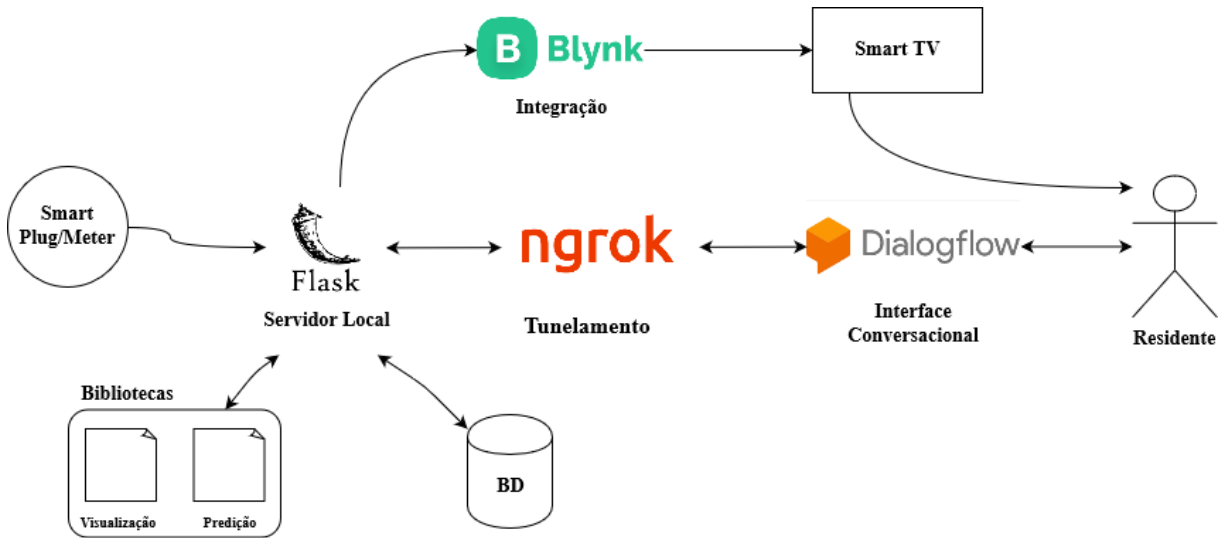 B Blynk
Integração
Smart TV
Smart
Plug/Meter
Flask
Servidor Local
ngrok
Tunelamento
Dialogflow
Interface
Conversacional
Residente
Bibliotecas
Visualização
Predição
BD